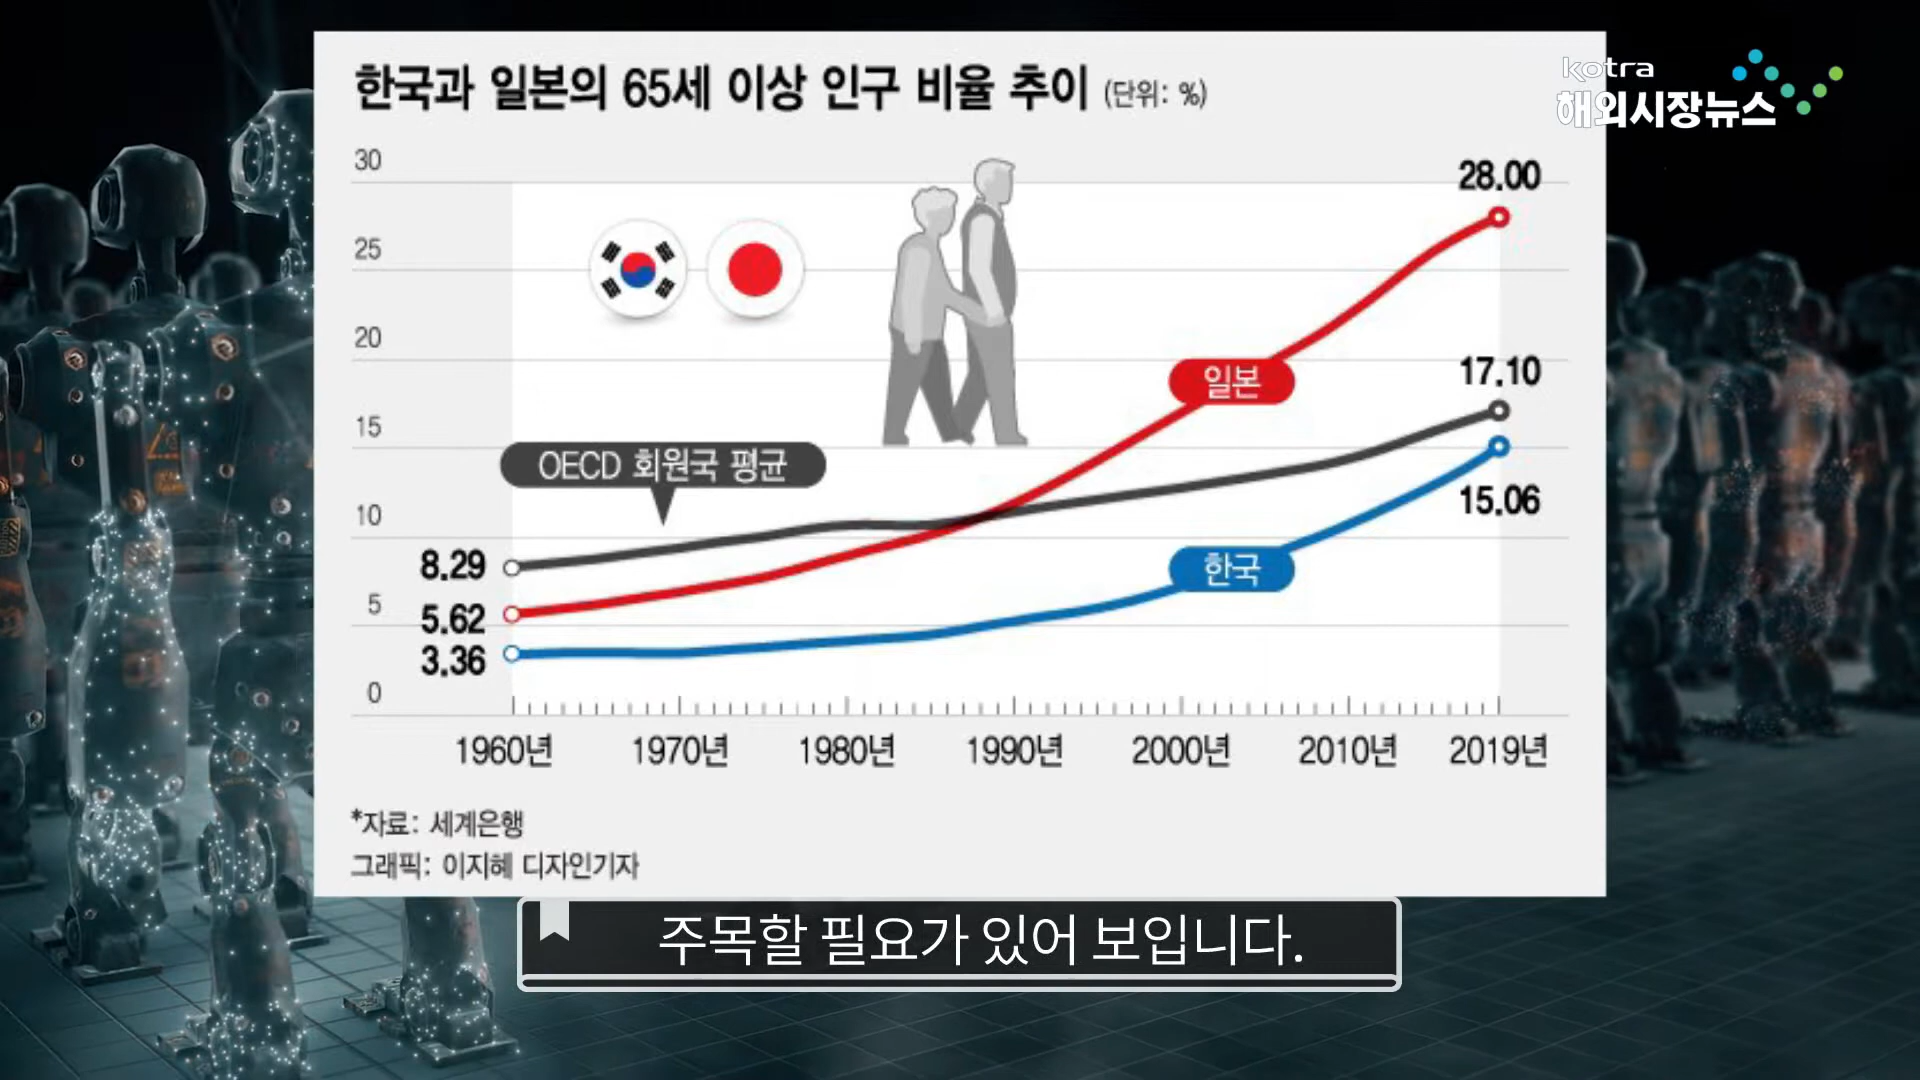 한국과 일본의 65세 이상 인구 비율 추이 (단위: %)
kotra
해외시장뉴스
30
28.00
25
20
17.10
일본
15
OECD 회원국 평균
15.06
10
8.29
한국
5
5.62
3.36
0
1960년 1970년 1980년 1990년 2000년 2010년 2019년
*자료: 세계은행
그래픽: 이지혜 디자인기자
주목할 필요가 있어 보입니다.